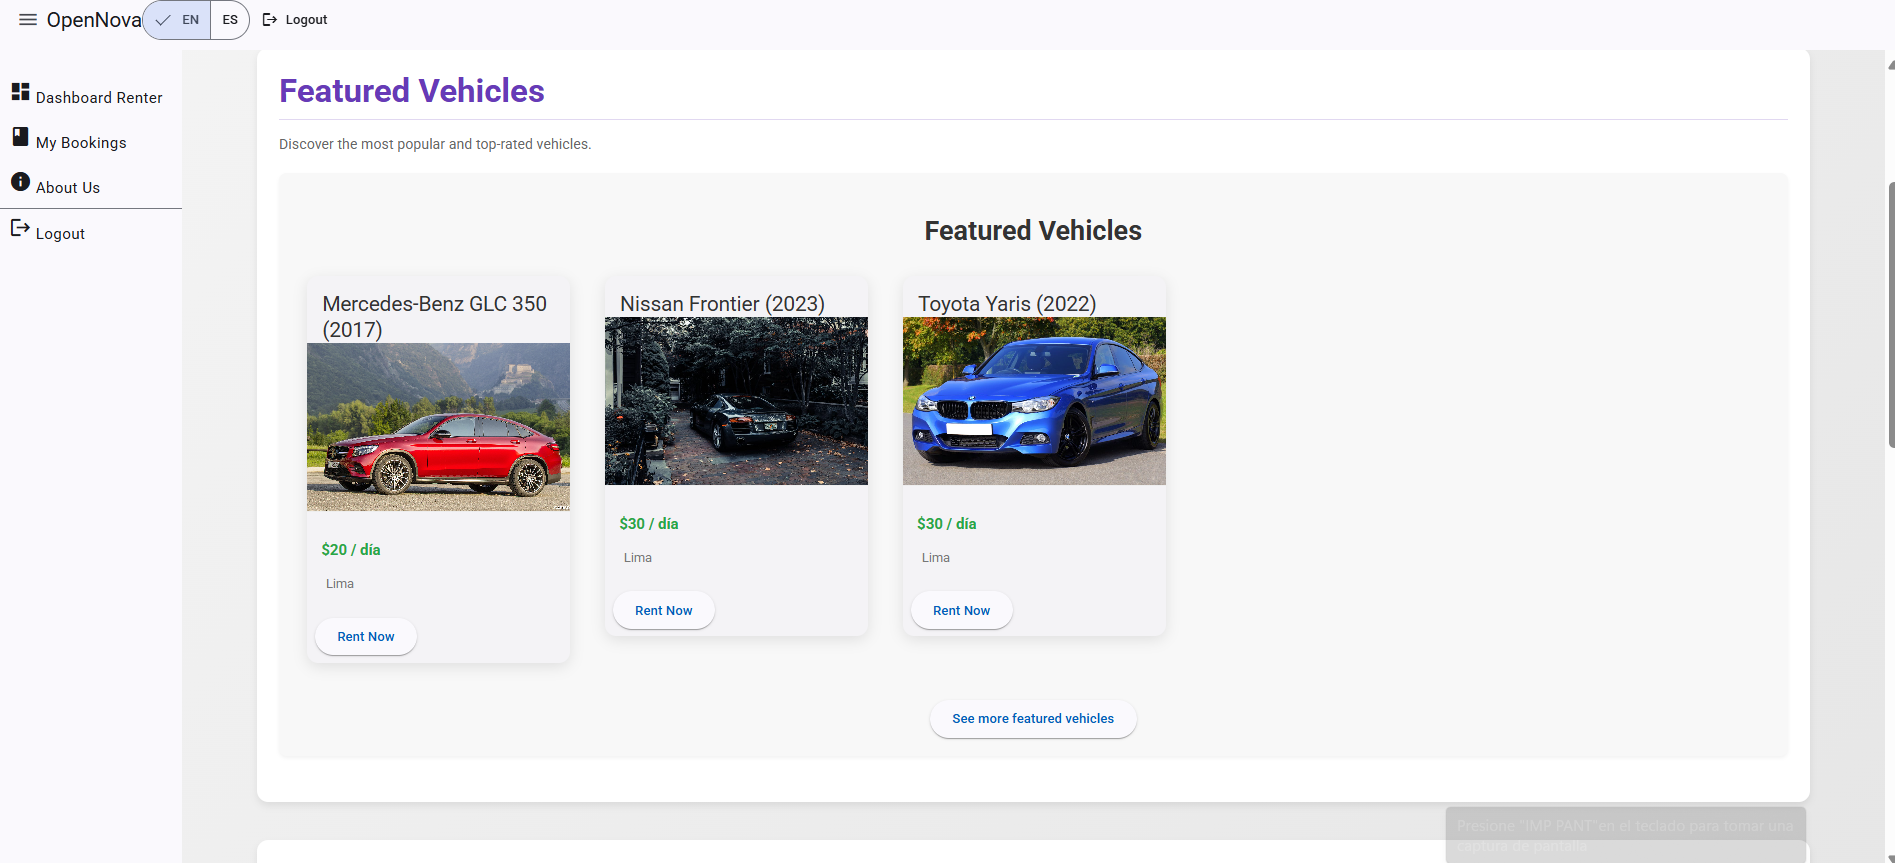 OpenNova
EN
ES
Logout
Dashboard Renter
My Bookings
About Us
Logout
Featured Vehicles
Discover the most popular and top-rated vehicles.
Featured Vehicles
Mercedes-Benz GLC 350
(2017)
$20 / día
Lima
Rent Now
Nissan Frontier (2023)
$30 / día
Lima
Rent Now
Toyota Yaris (2022)
$30 / día
Lima
Rent Now
See more featured vehicles
Presione "IMP PANT"en el teclado para tomar una
captura de pantalla